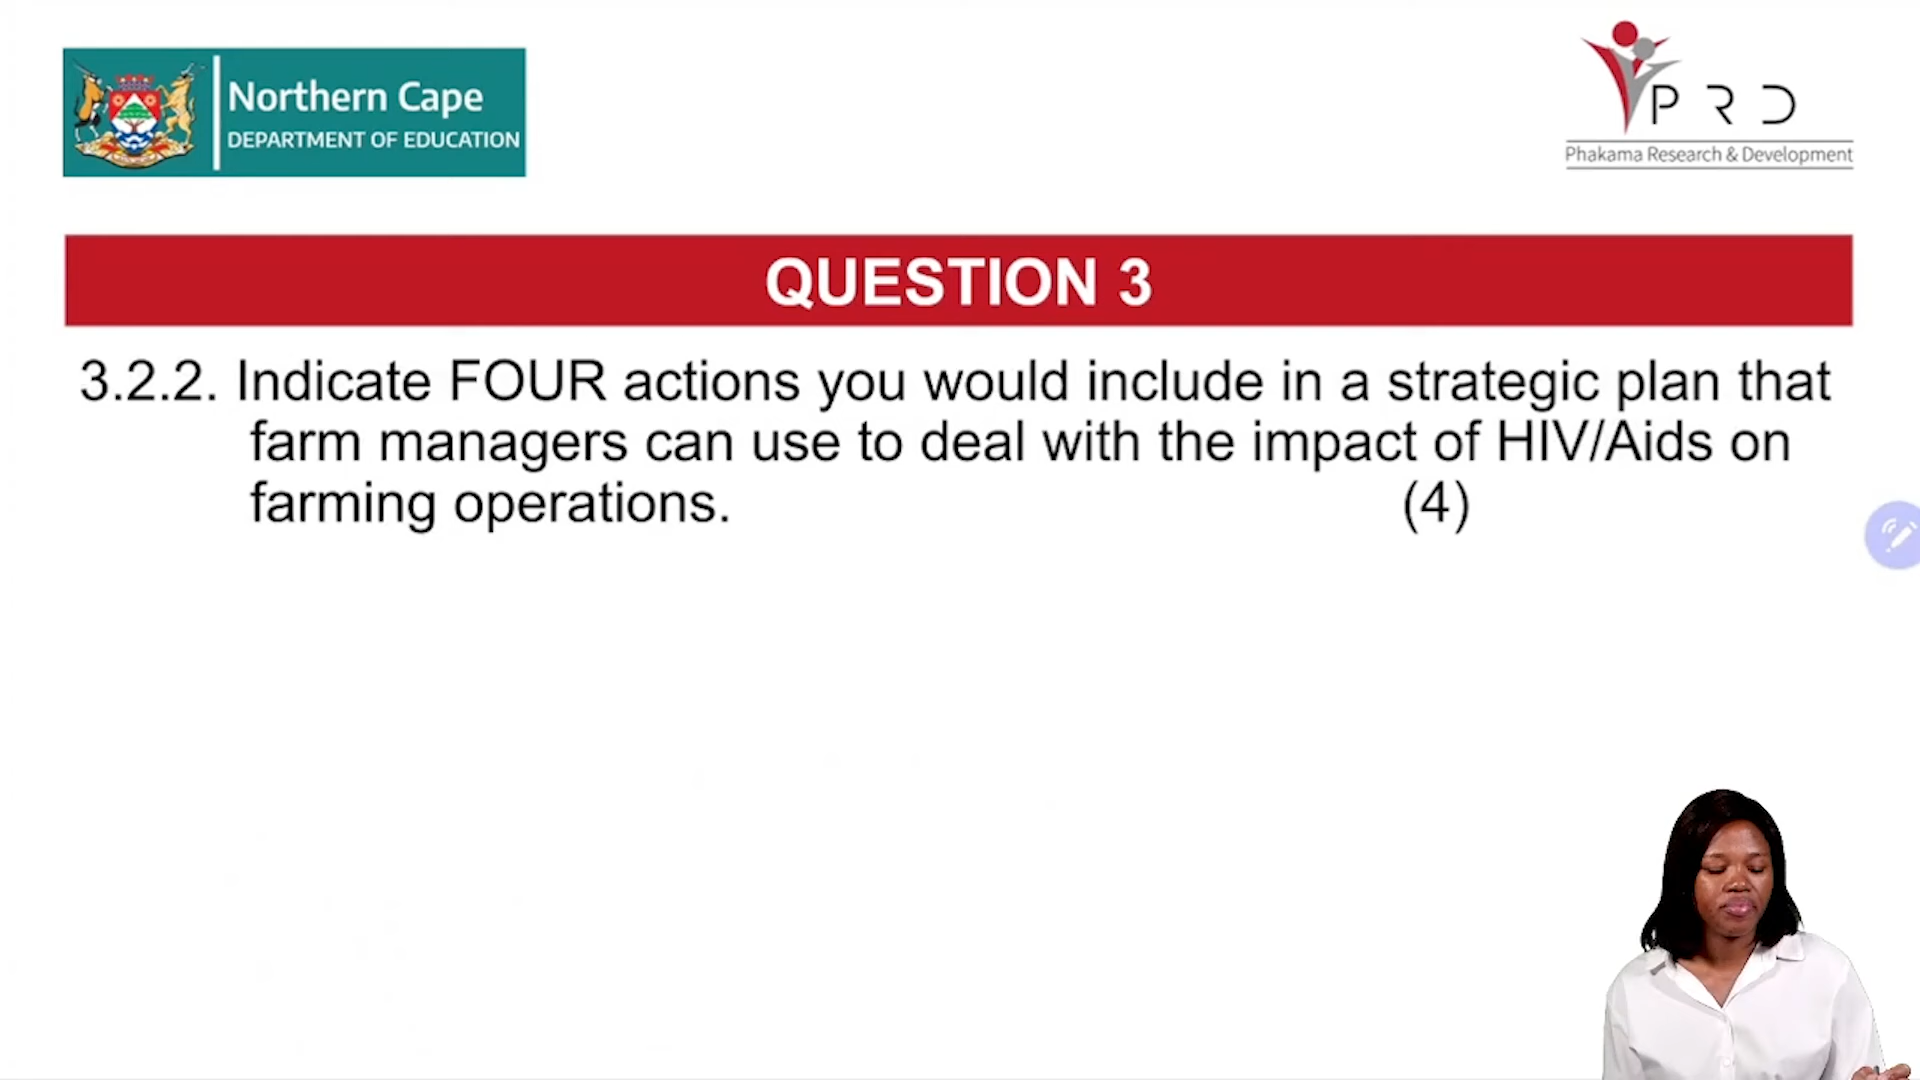 Northern Cape
DEPARTMENT OF EDUCATION
PRD
Phakama Research & Development
QUESTION 3
3.2.2. Indicate FOUR actions you would include in a strategic plan that
farm managers can use to deal with the impact of HIV/Aids on
farming operations. (4)